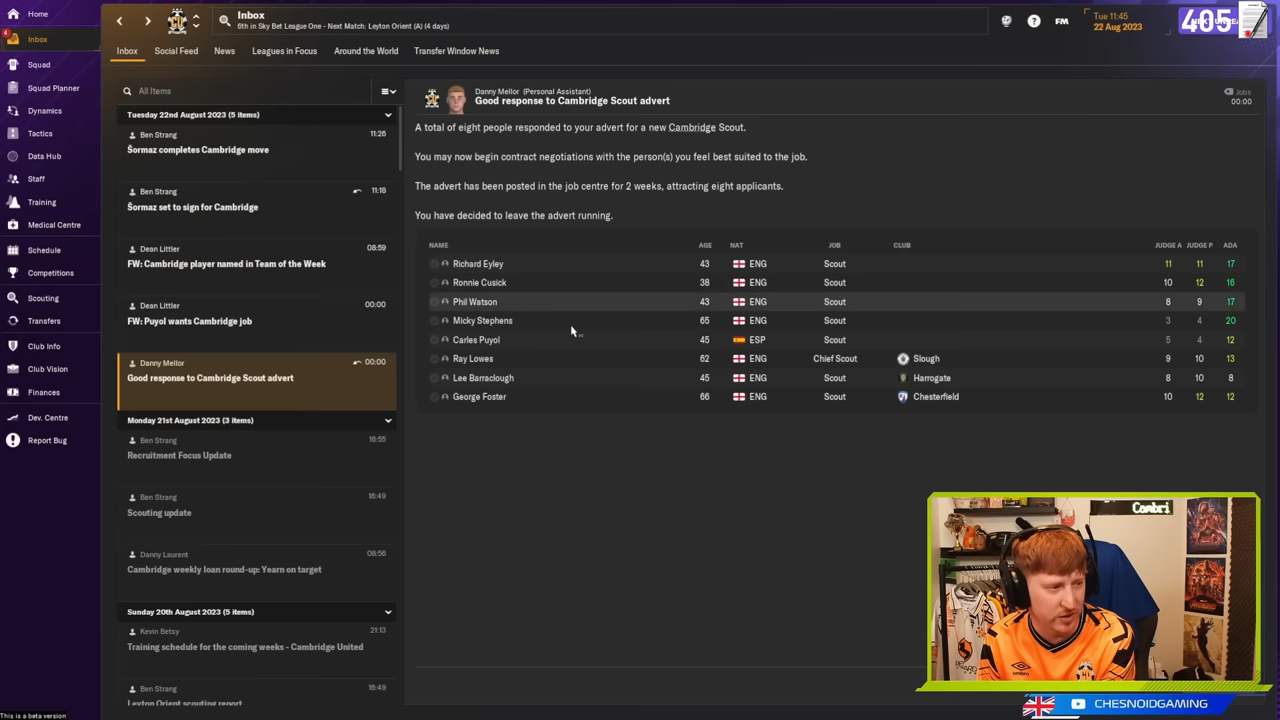 Home
Inbox
4
Squad
Squad Planner
Dynamics
Tactics
Data Hub
Staff
Training
Medical Centre
Schedule
Competitions
Scouting
Transfers
Club Info
Club Vision
Finances
Dev. Centre
Report Bug
This is a beta version
Inbox
6th in Sky Bet League One - Next Match: Leyton Orient (A) (4 days)
FM
Tue 11:45
22 Aug 2023
405
Inbox
Social Feed
News
Leagues in Focus
Around the World
Transfer Window News
All Items
Tuesday 22nd August 2023 (5 items)
Ben Strang
11:26
Šormaz completes Cambridge move
Ben Strang
11:18
Šormaz set to sign for Cambridge
Dean Littler
08:59
FW: Cambridge player named in Team of the Week
Dean Littler
00:00
FW: Puyol wants Cambridge job
Danny Mellor
00:00
Good response to Cambridge Scout advert
Monday 21st August 2023 (3 items)
Ben Strang
16:55
Recruitment Focus Update
Ben Strang
16:49
Scouting update
Danny Laurent
08:56
Cambridge weekly loan round-up: Yearn on target
Sunday 20th August 2023 (5 items)
Kevin Betsy
21:13
Training schedule for the coming weeks - Cambridge United
Ben Strang
16:49
Leyton Orient scouting report
Danny Mellor (Personal Assistant)
Good response to Cambridge Scout advert
Jobs
00:00
A total of eight people responded to your advert for a new Cambridge Scout.
You may now begin contract negotiations with the person(s) you feel best suited to the job.
The advert has been posted in the job centre for 2 weeks, attracting eight applicants.
You have decided to leave the advert running.
NAME AGE NAT JOB CLUB JUDGE A JUDGE P ADA
Richard Eyley 43 ENG Scout 11 11 17
Ronnie Cusick 38 ENG Scout 10 12 16
Phil Watson 43 ENG Scout 8 9 17
Micky Stephens 65 ENG Scout 3 4 20
Carles Puyol 45 ESP Scout 5 4 12
Ray Lowes 62 ENG Chief Scout Slough 9 10 13
Lee Barraclough 45 ENG Scout Harrogate 8 10 8
George Foster 66 ENG Scout Chesterfield 10 12 12
Cambri
umbro
CHESNOIDGAMING